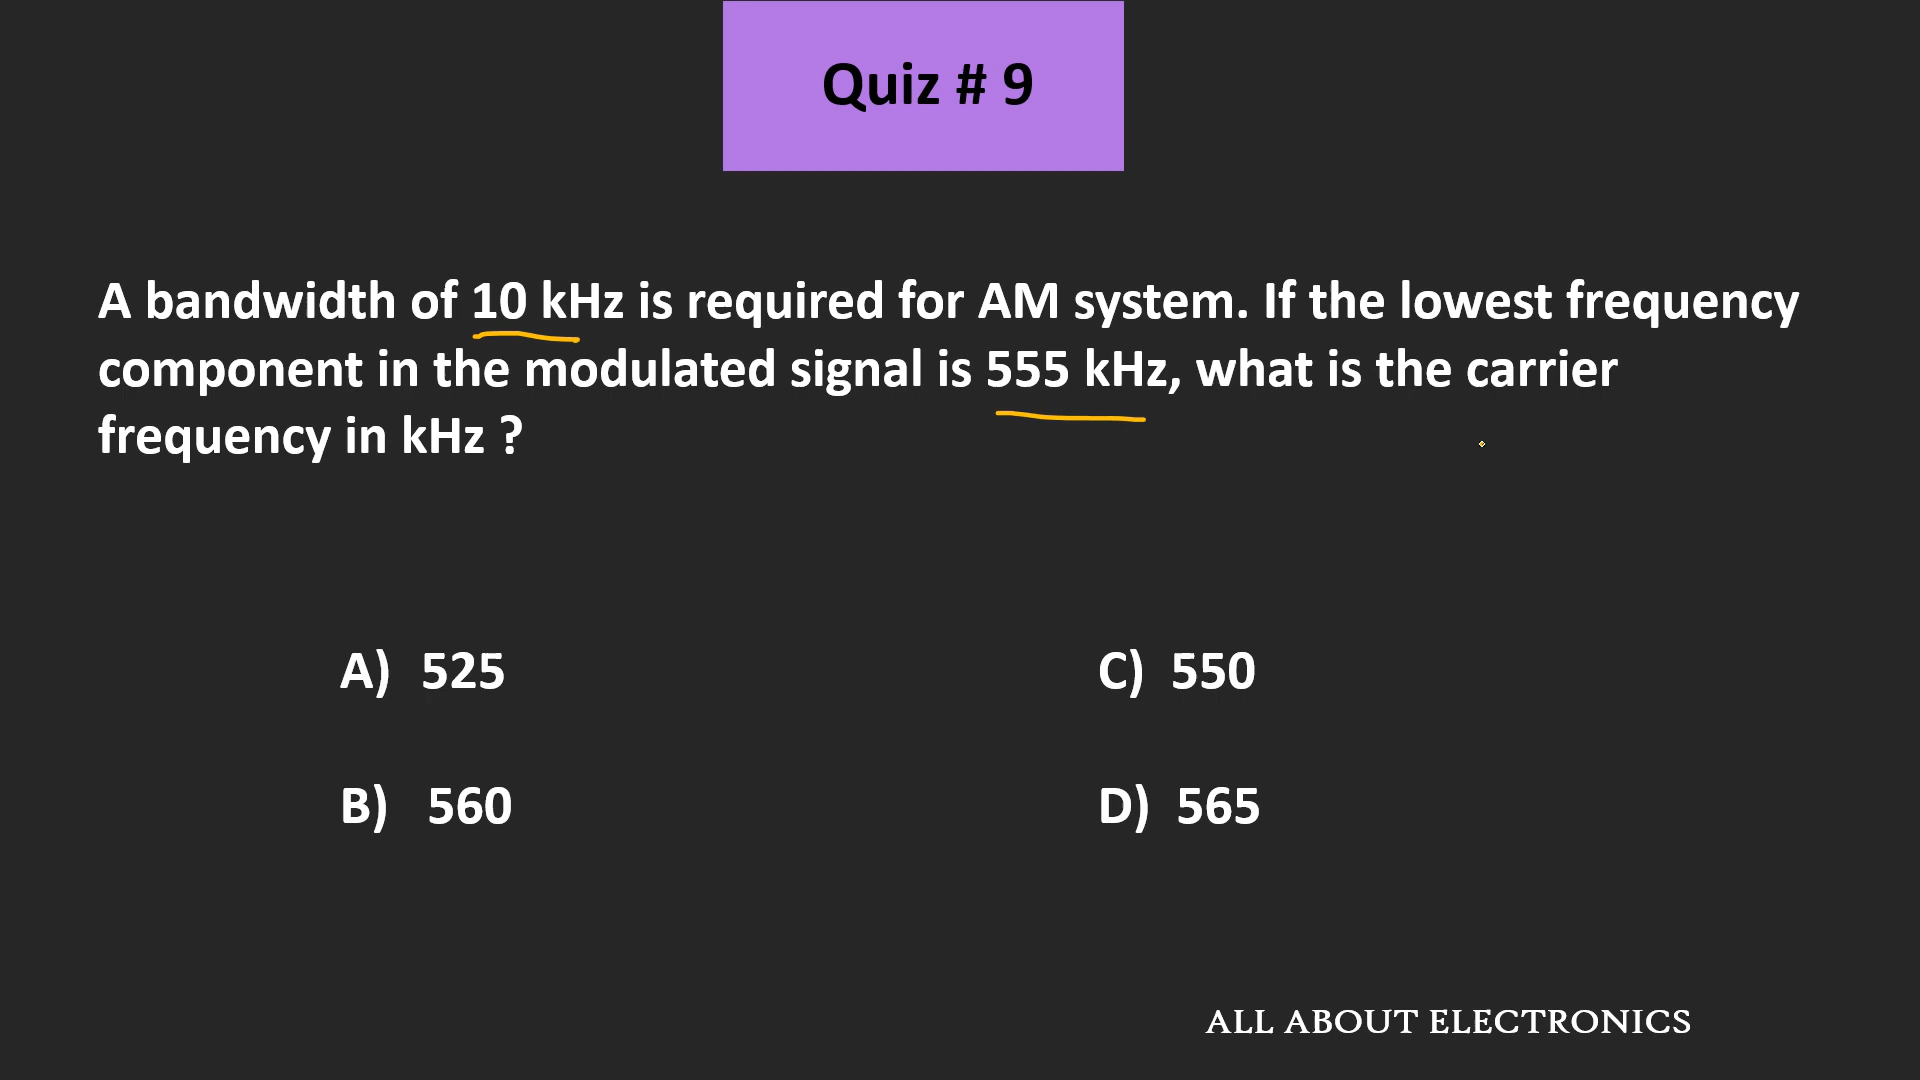 Quiz # 9
A bandwidth of 10 kHz is required for AM system. If the lowest frequency
component in the modulated signal is 555 kHz, what is the carrier
frequency in kHz ?
A) 525
C) 550
B) 560
D) 565
ALL ABOUT ELECTRONICS